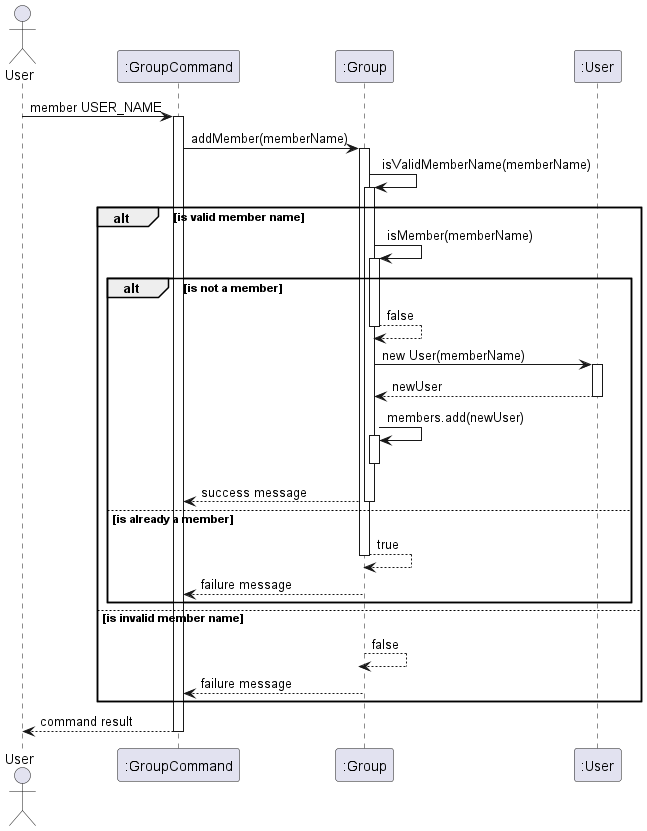 User
:GroupCommand
:Group
:User
member USER_NAME
addMember(memberName)
isValidMemberName(memberName)
alt
[is valid member name]
isMember(memberName)
alt
[is not a member]
false
new User(memberName)
newUser
members.add(newUser)
success message
[is already a member]
true
failure message
[is invalid member name]
false
failure message
command result
User
:GroupCommand
:Group
:User